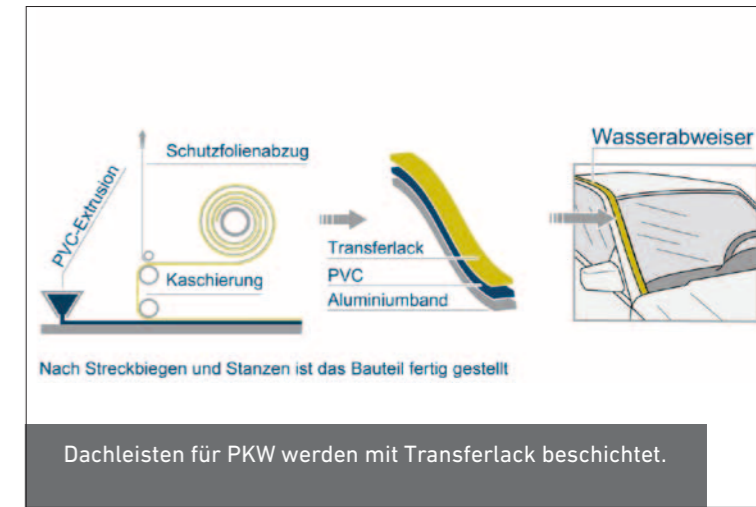 PVC-Extrusion
Schutzfolienabzug
Kaschierung
Transferlack
PVC
Aluminiumband
Wasserabweiser
Nach Streckbiegen und Stanzen ist das Bauteil fertig gestellt
Dachleisten für PKW werden mit Transferlack beschichtet.